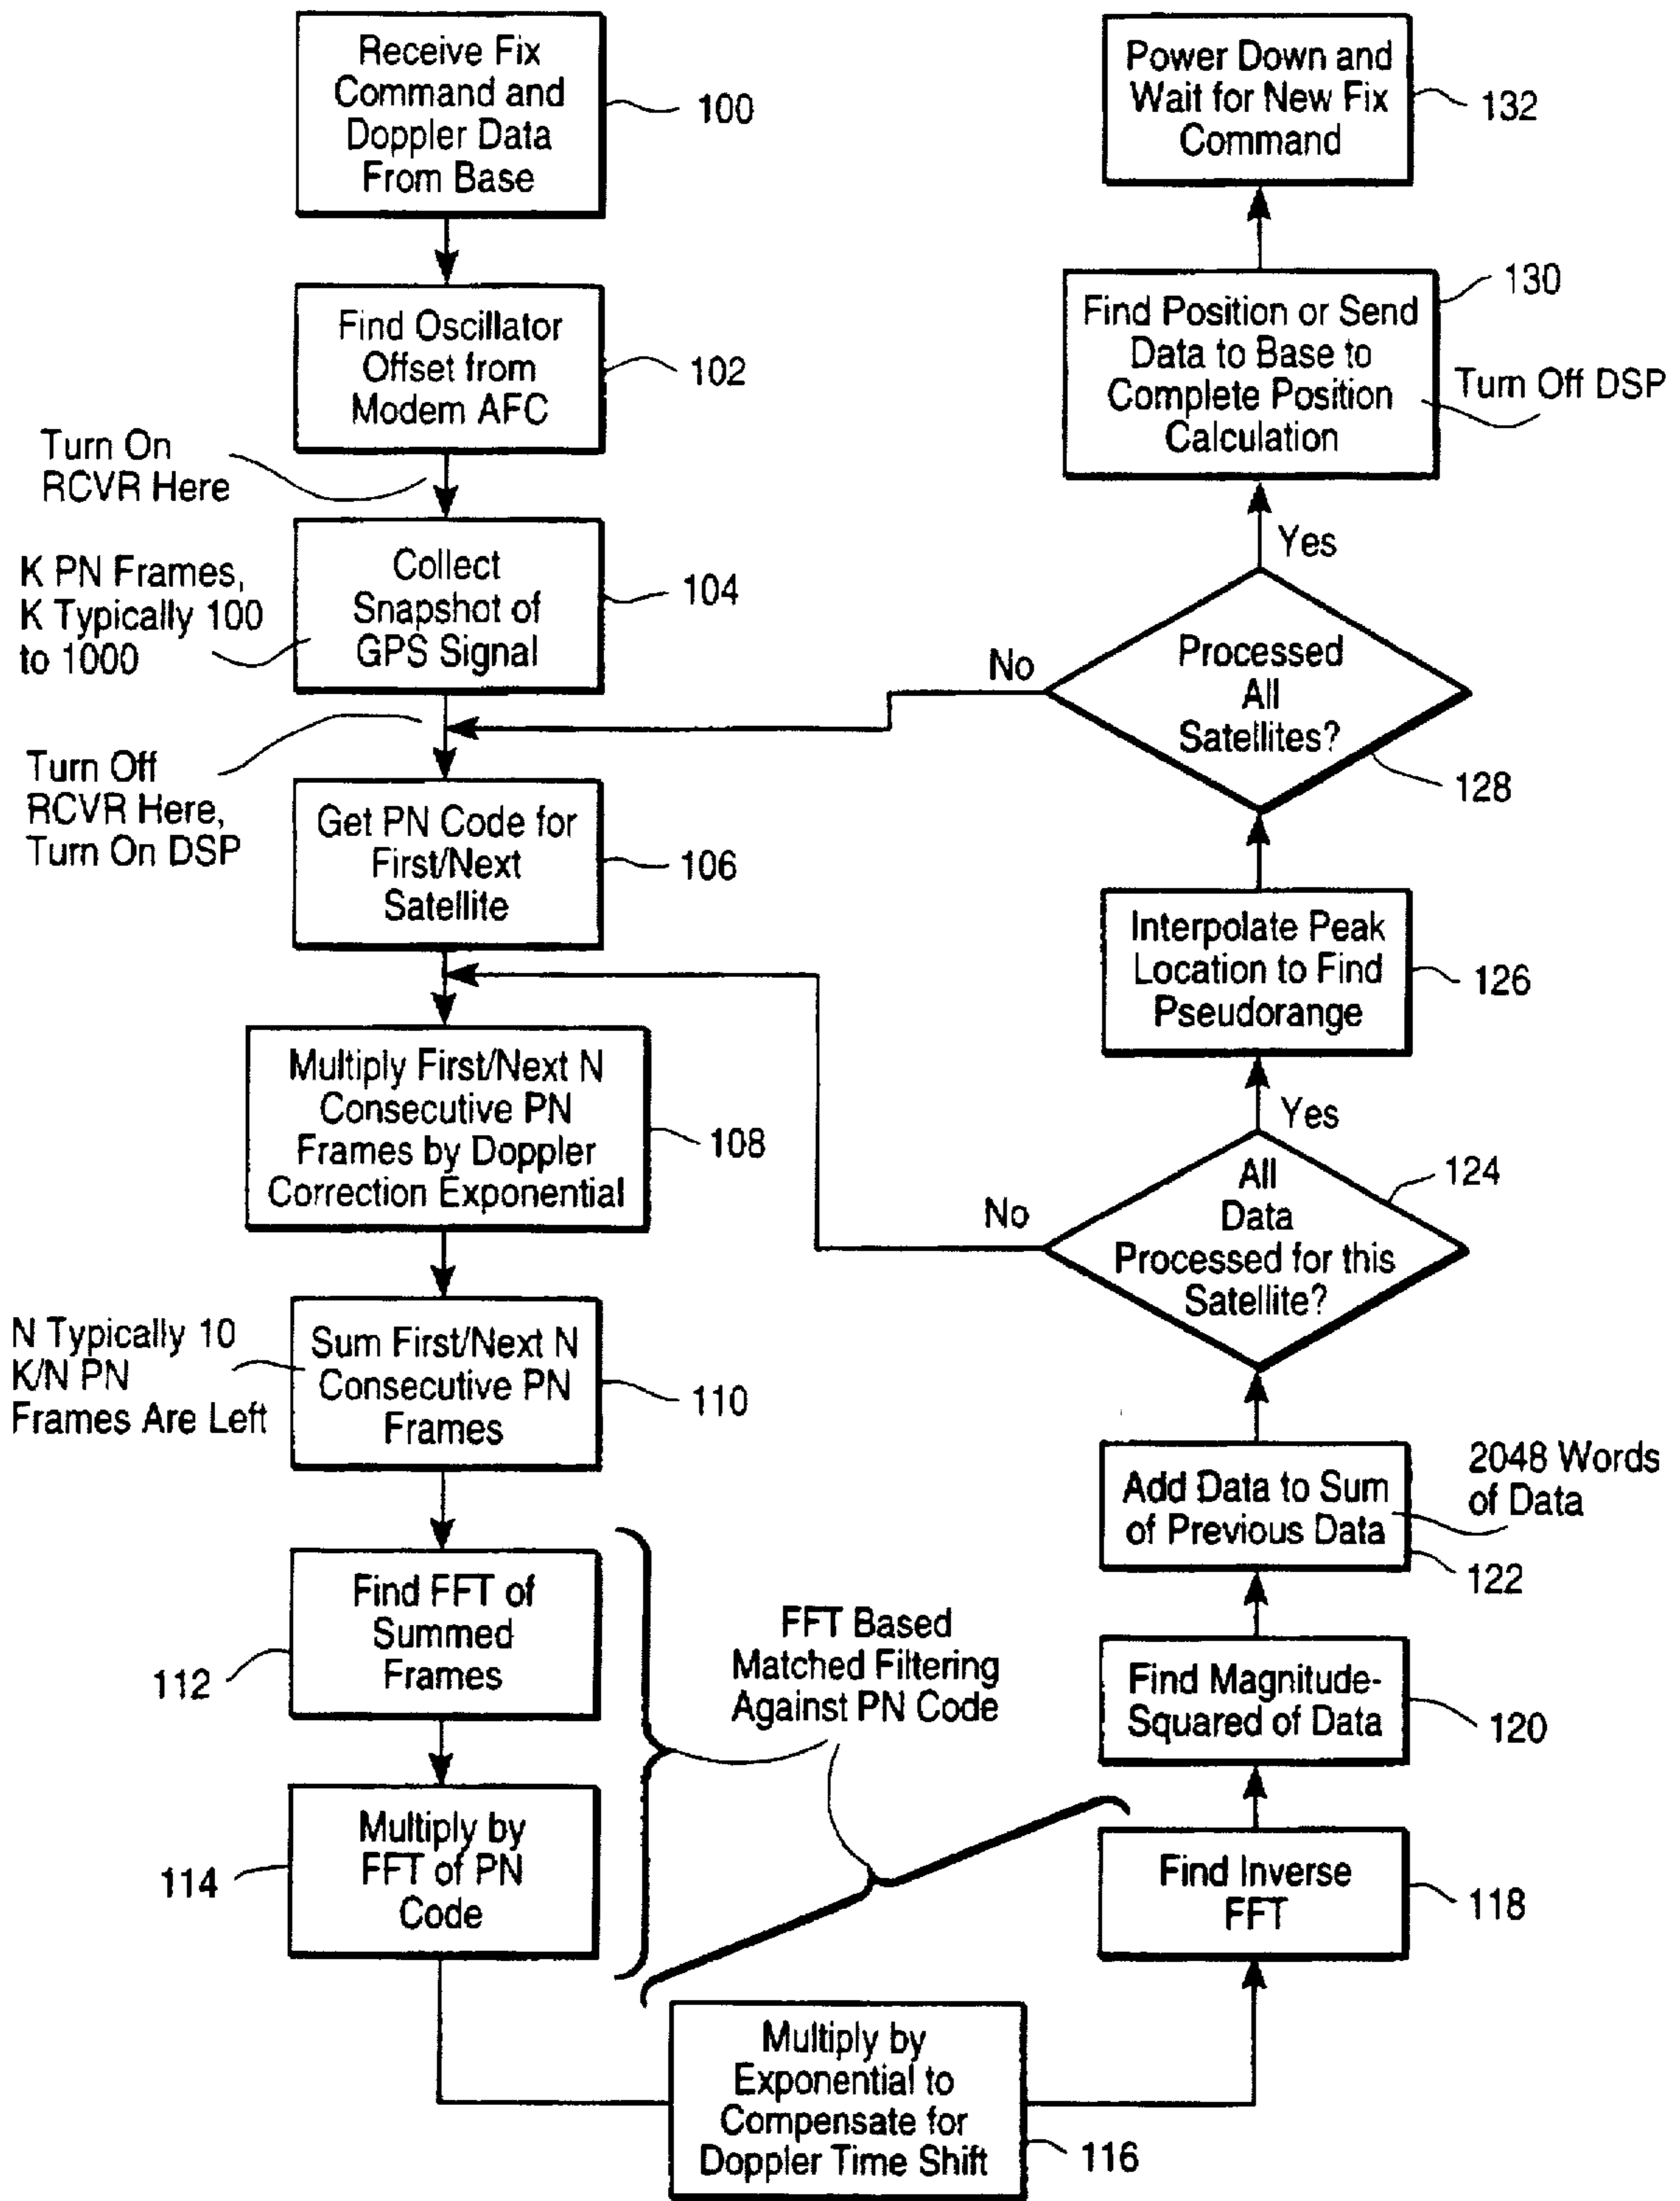 Receive Fix
Command and
Doppler Data
From Base
100
Find Oscillator
Offset from
Modem AFC
102
Turn On
RCVR Here
Collect
Snapshot of
GPS Signal
104
K PN Frames,
K Typically 100
to 1000
Turn Off
RCVR Here,
Turn On DSP
Get PN Code for
First/Next
Satellite
106
Multiply First/Next N
Consecutive PN
Frames by Doppler
Correction Exponential
108
N Typically 10
K/N PN
Frames Are Left
Sum First/Next N
Consecutive PN
Frames
110
Find FFT of
Summed
Frames
112
Multiply by
FFT of PN
Code
114
FFT Based
Matched Filtering
Against PN Code
Multiply by
Exponential to
Compensate for
Doppler Time Shift
116
Find Inverse
FFT
118
Find Magnitude-
Squared of Data
120
Add Data to Sum
of Previous Data
2048 Words
of Data
122
All
Data
Processed for this
Satellite?
124
No
Yes
Interpolate Peak
Location to Find
Pseudorange
126
Processed
All
Satellites?
128
No
Yes
Find Position or Send
Data to Base to
Complete Position
Calculation
130
Turn Off DSP
Power Down and
Wait for New Fix
Command
132